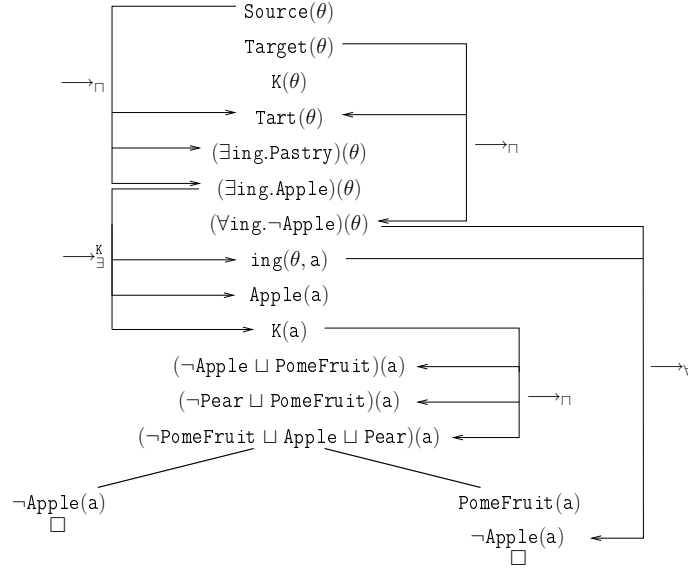 Source(θ)
Target(θ)
K(θ)
⟶⊓
Tart(θ)
⟶⊓
(∃ing.Pastry)(θ)
(∃ing.Apple)(θ)
(∀ing.¬Apple)(θ)
⟶∃K
ing(θ,a)
Apple(a)
K(a)
(¬Apple ⊔ PomeFruit)(a)
⟶∀
(¬Pear ⊔ PomeFruit)(a)
⟶⊓
(¬PomeFruit ⊔ Apple ⊔ Pear)(a)
¬Apple(a)
PomeFruit(a)
□
¬Apple(a)
□